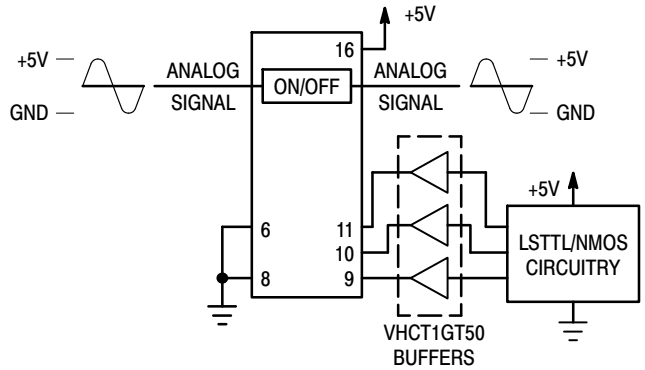 +5V
16
+5V
ANALOG
SIGNAL
ON/OFF
ANALOG
SIGNAL
+5V
GND
GND
6
8
11
10
9
+5V
LSTTL/NMOS
CIRCUITRY
VHCT1GT50
BUFFERS